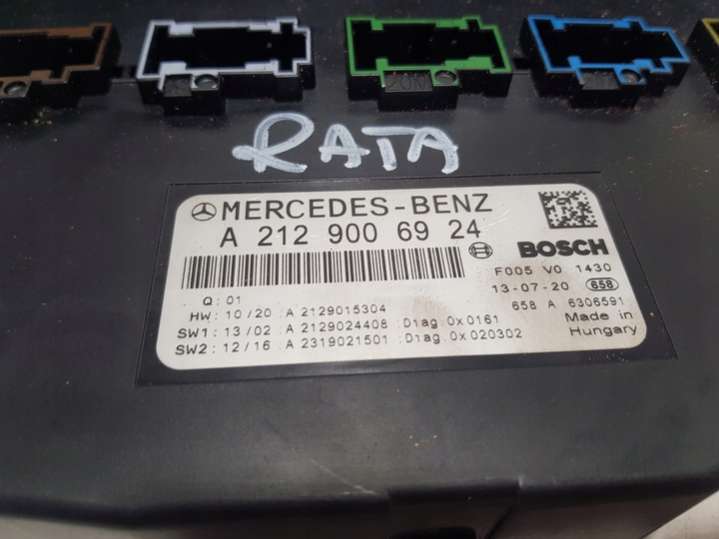 RATA
MERCEDES-BENZ
A 212 900 69 24
BOSCH
F005 V0 1430
13-07-20 658
658 A 6306591
Made in
Hungary
Q: 01
HW: 10/20 :A 2129015304
SW1: 13/02 :A 2129024408 :Diag.0x0161
SW2: 12/16 :A 2319021501 :Diag.0x020302